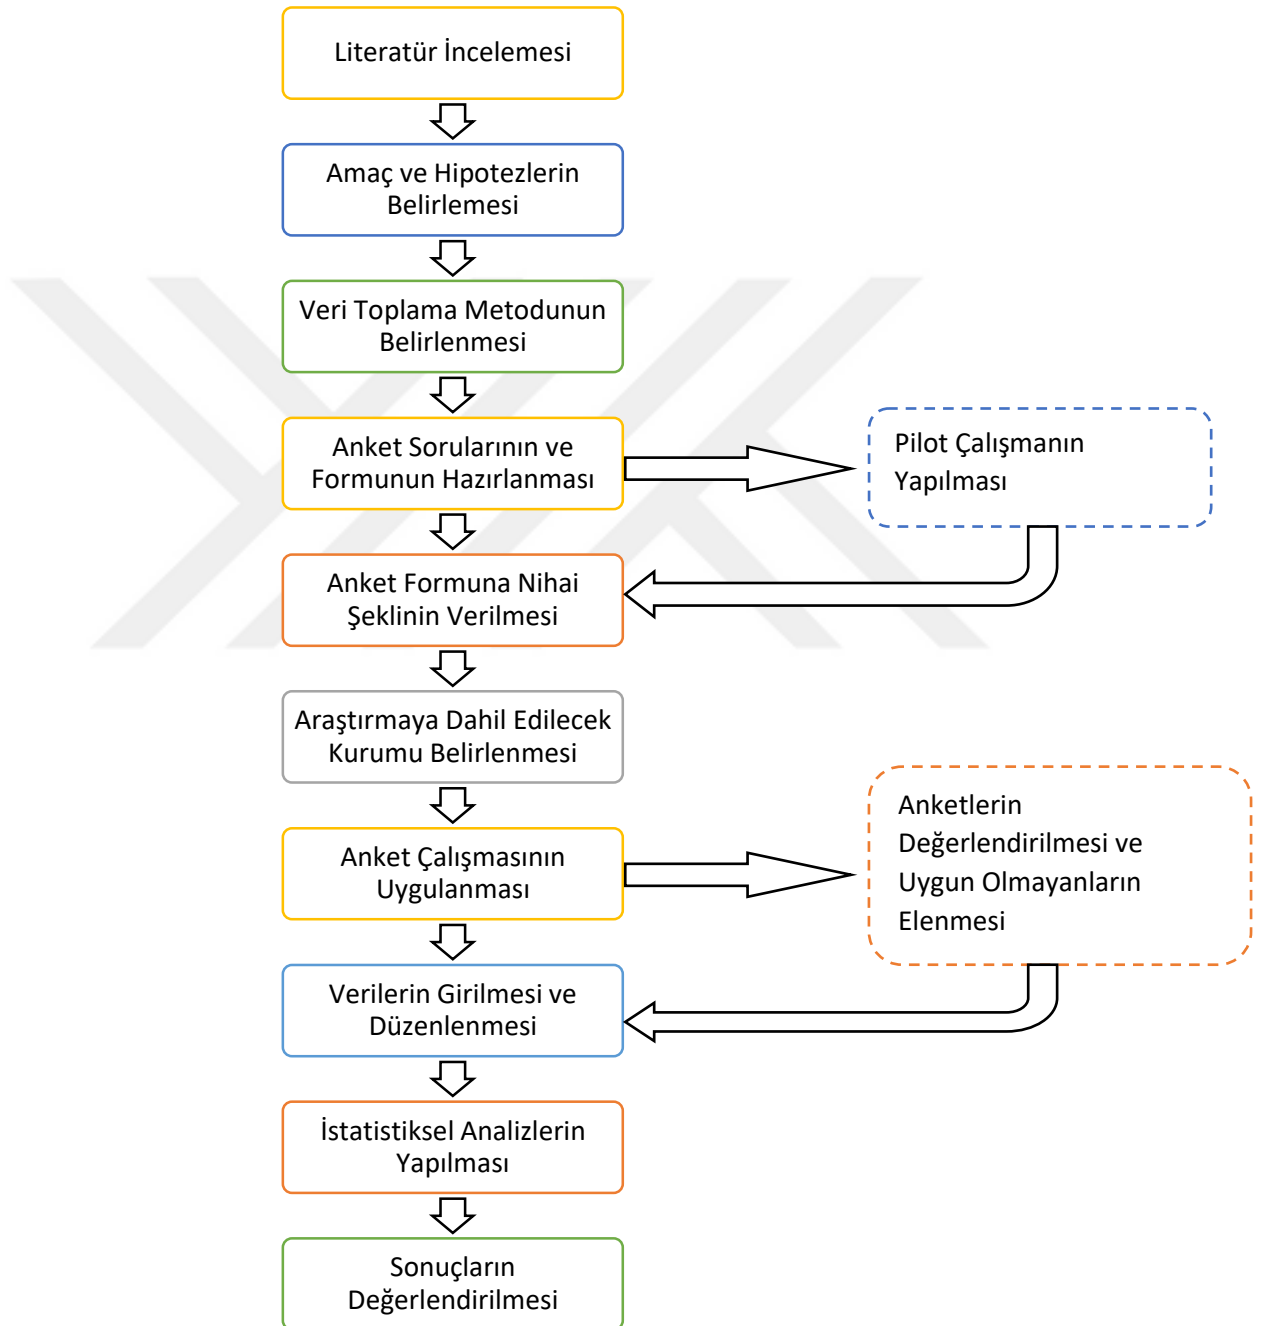 Literatür İncelemesi
Amaç ve Hipotezlerin
Belirlemesi
Veri Toplama Metodunun
Belirlenmesi
Anket Sorularının ve
Formunun Hazırlanması
Pilot Çalışmanın
Yapılması
Anket Formuna Nihai
Şeklinin Verilmesi
Araştırmaya Dahil Edilecek
Kurumu Belirlenmesi
Anket Çalışmasının
Uygulanması
Anketlerin
Değerlendirilmesi ve
Uygun Olmayanların
Elenmesi
Verilerin Girilmesi ve
Düzenlenmesi
İstatistiksel Analizlerin
Yapılması
Sonuçların
Değerlendirilmesi